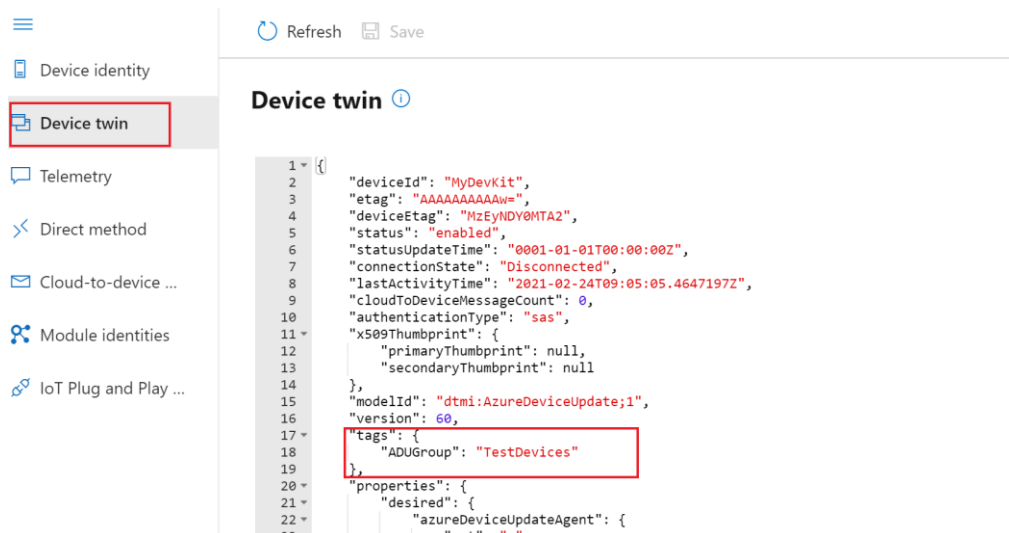 Refresh Save
Device identity
Device twin
Device twin
Telemetry
Direct method
Cloud-to-device ...
Module identities
IoT Plug and Play ...
1 {
2 "deviceId": "MyDevKit",
3 "etag": "AAAAAAAAAAw=",
4 "deviceEtag": "MzEyNDY0MTA2",
5 "status": "enabled",
6 "statusUpdateTime": "0001-01-01T00:00:00Z",
7 "connectionState": "Disconnected",
8 "lastActivityTime": "2021-02-24T09:05:05.4647197Z",
9 "cloudToDeviceMessageCount": 0,
10 "authenticationType": "sas",
11 "x509Thumbprint": {
12 "primaryThumbprint": null,
13 "secondaryThumbprint": null
14 },
15 "modelId": "dtmi:AzureDeviceUpdate;1",
16 "version": 60,
17 "tags": {
18 "ADUGroup": "TestDevices"
19 },
20 "properties": {
21 "desired": {
22 "azureDeviceUpdateAgent": {